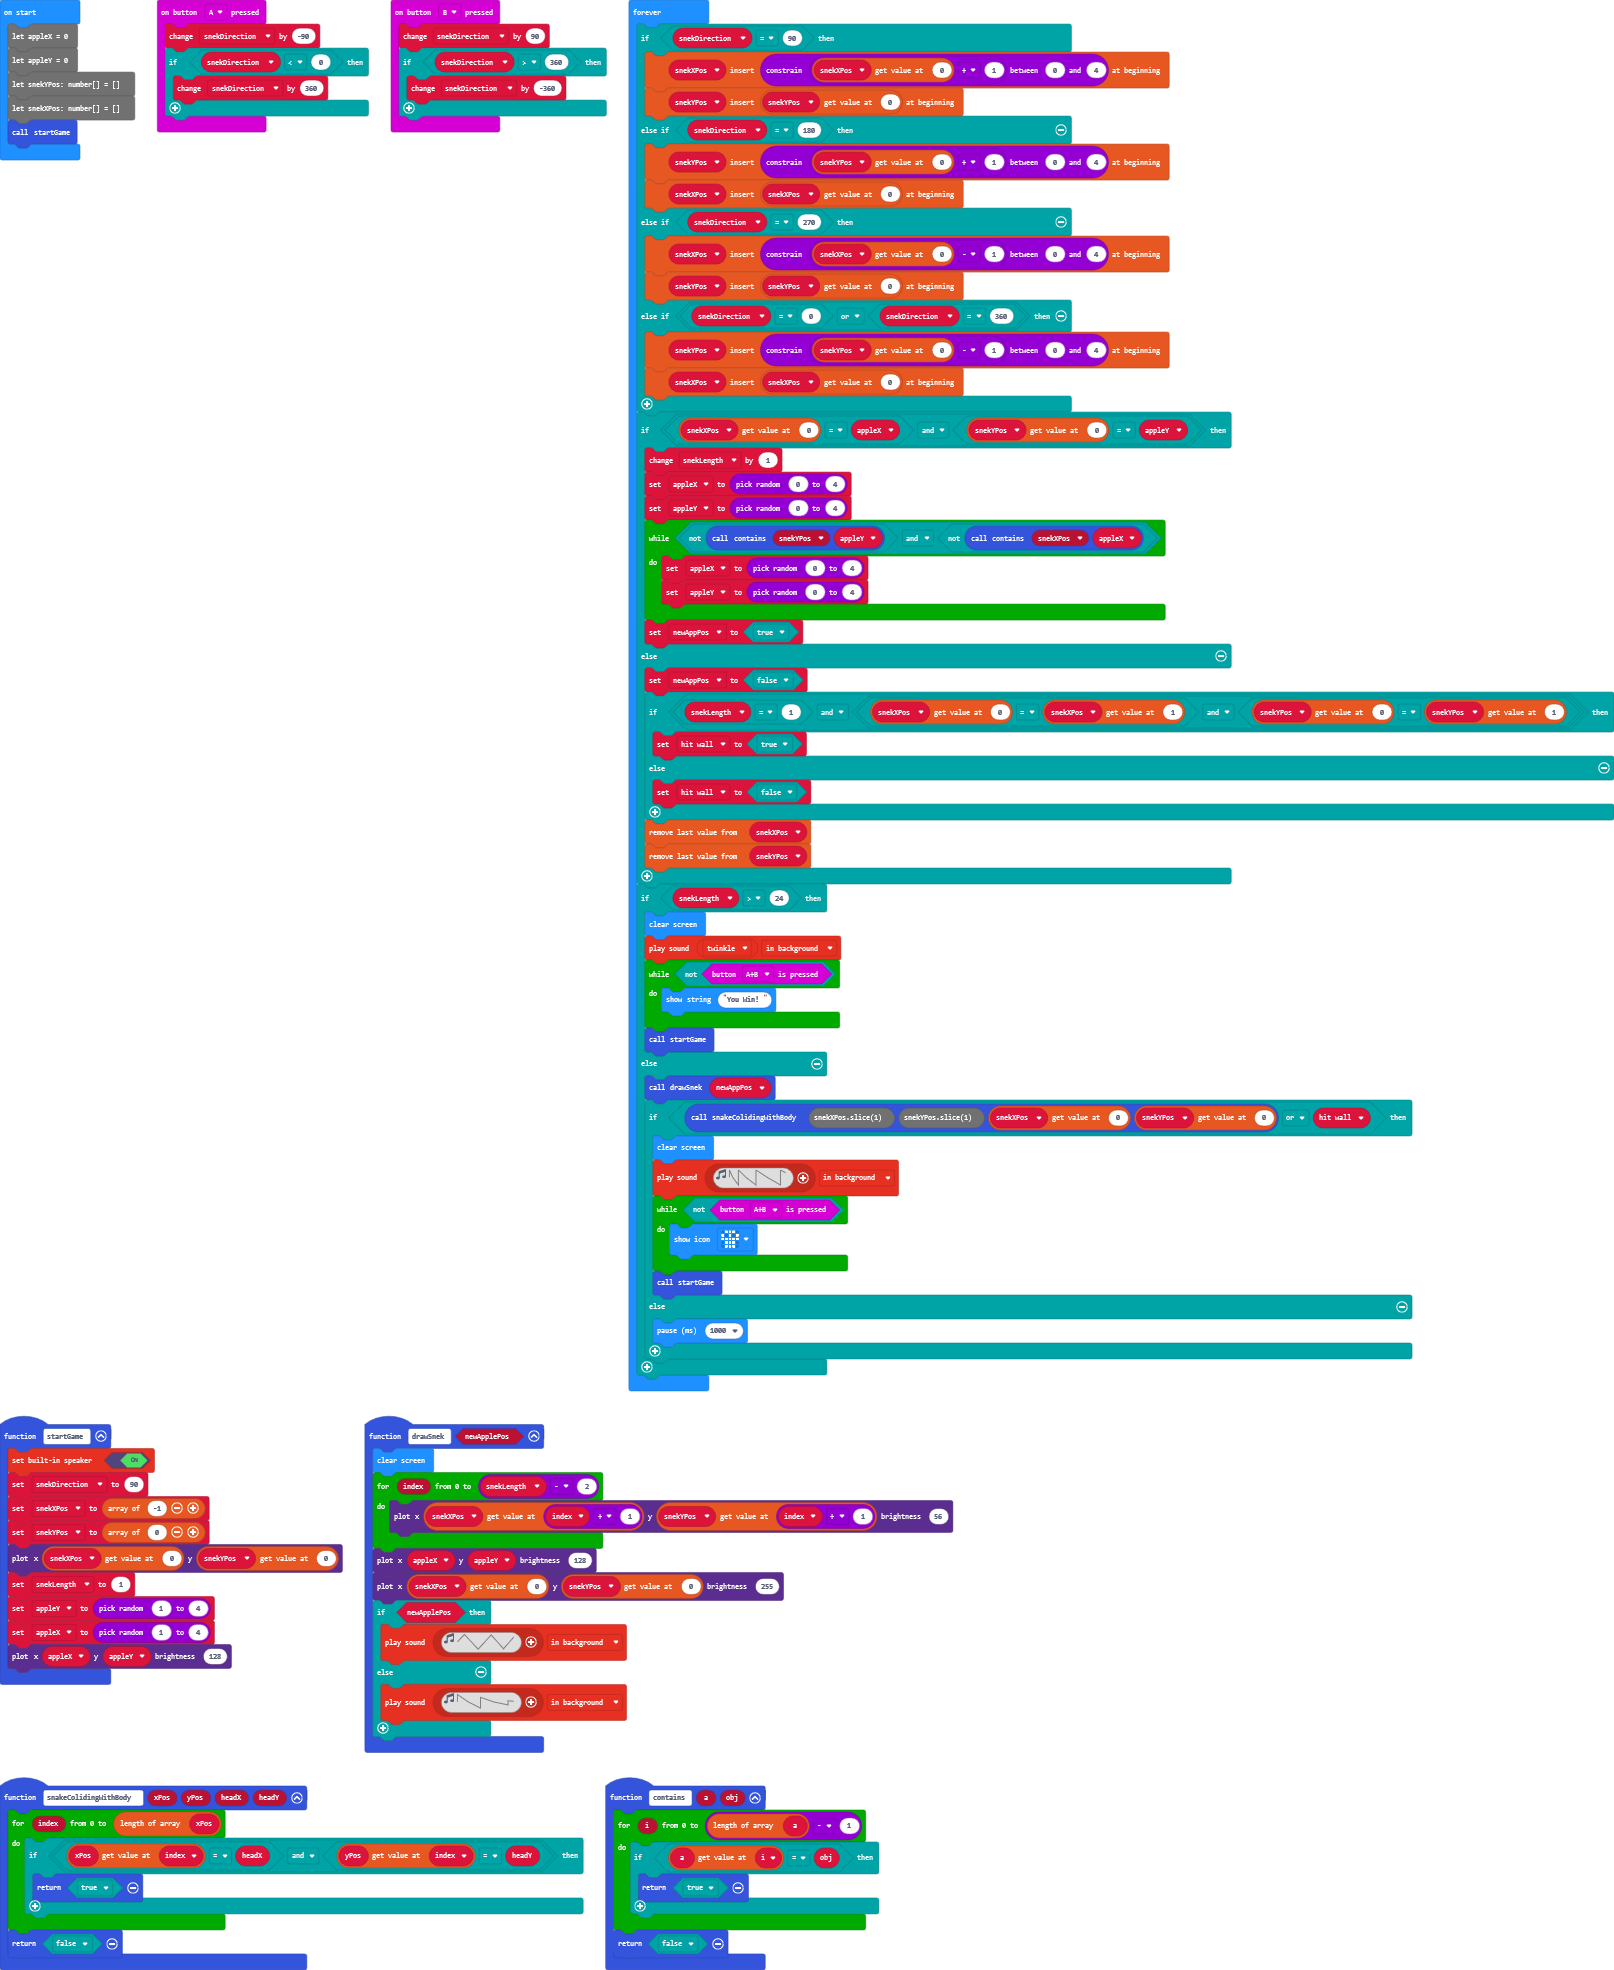 on start
let appleX = 0
let appleY = 0
let snekYPos: number[] = []
let snekXPos: number[] = []
call startGame
on button A pressed
change snekDirection by -90
if snekDirection < 0 then
change snekDirection by 360
on button B pressed
change snekDirection by 90
if snekDirection > 360 then
change snekDirection by -360
forever
if snekDirection = 90 then
snekXPos insert constrain snekXPos get value at 0 + 1 between 0 and 4 at beginning
snekYPos insert snekYPos get value at 0 at beginning
else if snekDirection = 180 then
snekYPos insert constrain snekYPos get value at 0 + 1 between 0 and 4 at beginning
snekXPos insert snekXPos get value at 0 at beginning
else if snekDirection = 270 then
snekXPos insert constrain snekXPos get value at 0 - 1 between 0 and 4 at beginning
snekYPos insert snekYPos get value at 0 at beginning
else if snekDirection = 0 or snekDirection = 360 then
snekYPos insert constrain snekYPos get value at 0 - 1 between 0 and 4 at beginning
snekXPos insert snekXPos get value at 0 at beginning
if snekXPos get value at 0 = appleX and snekYPos get value at 0 = appleY then
change snekLength by 1
set appleX to pick random 0 to 4
set appleY to pick random 0 to 4
while not call contains snekYPos appleY and not call contains snekXPos appleX
do set appleX to pick random 0 to 4
set appleY to pick random 0 to 4
set newAppPos to true
else
set newAppPos to false
if snekLength = 1 and snekXPos get value at 0 = snekXPos get value at 1 and snekYPos get value at 0 = snekYPos get value at 1 then
set hit wall to true
else
set hit wall to false
remove last value from snekXPos
remove last value from snekYPos
if snekLength > 24 then
clear screen
play sound twinkle in background
while not button A+B is pressed
do show string "You Win! "
call startGame
else
call drawSnek newAppPos
if call snakeColidingWithBody snekXPos.slice(1) snekYPos.slice(1) snekXPos get value at 0 snekYPos get value at 0 or hit wall then
clear screen
play sound in background
while not button A+B is pressed
do show icon
call startGame
else
pause (ms) 1000
function startGame
set built-in speaker ON
set snekDirection to 90
set snekXPos to array of -1
set snekYPos to array of 0
plot x snekXPos get value at 0 y snekYPos get value at 0
set snekLength to 1
set appleY to pick random 1 to 4
set appleX to pick random 1 to 4
plot x appleX y appleY brightness 128
function drawSnek newApplePos
clear screen
for index from 0 to snekLength - 2
do plot x snekXPos get value at index + 1 y snekYPos get value at index + 1 brightness 56
plot x appleX y appleY brightness 128
plot x snekXPos get value at 0 y snekYPos get value at 0 brightness 255
if newApplePos then
play sound in background
else
play sound in background
function snakeColidingWithBody xPos yPos headX headY
for index from 0 to length of array xPos
do if xPos get value at index = headX and yPos get value at index = headY then
return true
return false
function contains a obj
for i from 0 to length of array a - 1
do if a get value at i = obj then
return true
return false